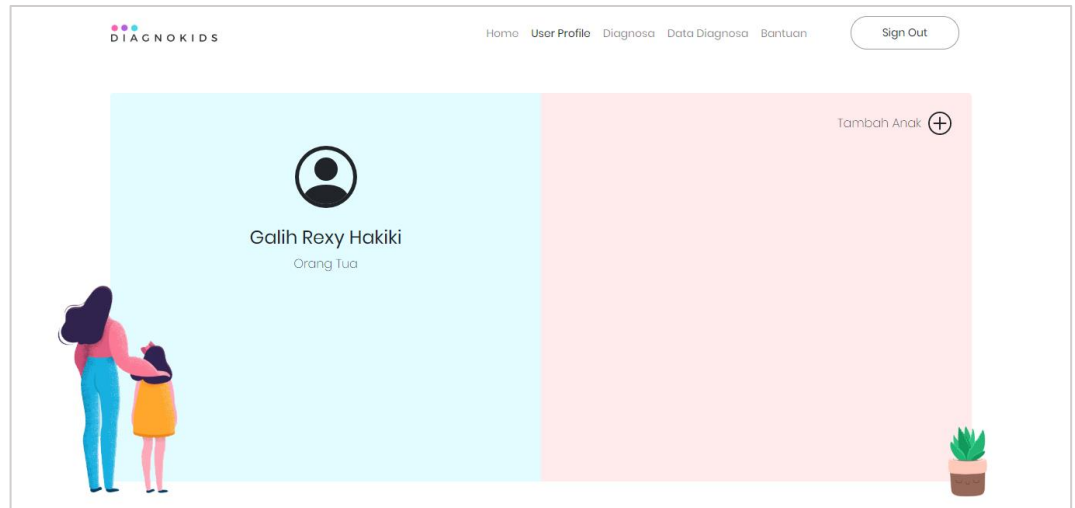 DIAGNOKIDS
Home User Profile Diagnosa Data Diagnosa Bantuan Sign Out
Tambah Anak
Galih Rexy Hakiki
Orang Tua